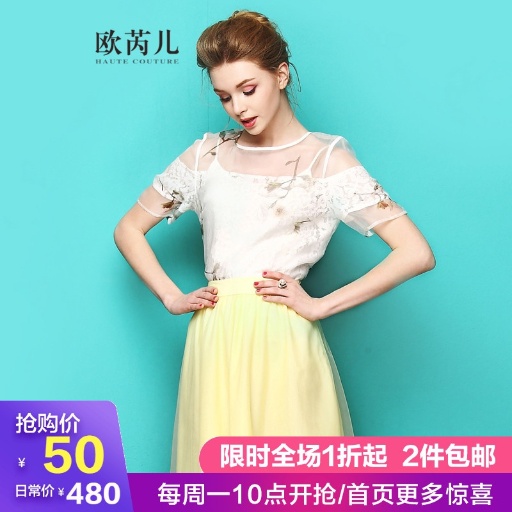 欧芮儿
HAUTE COUTURE
抢购价
¥50
日常价¥480
限时全场1折起 2件包邮
每周一10点开抢/首页更多惊喜